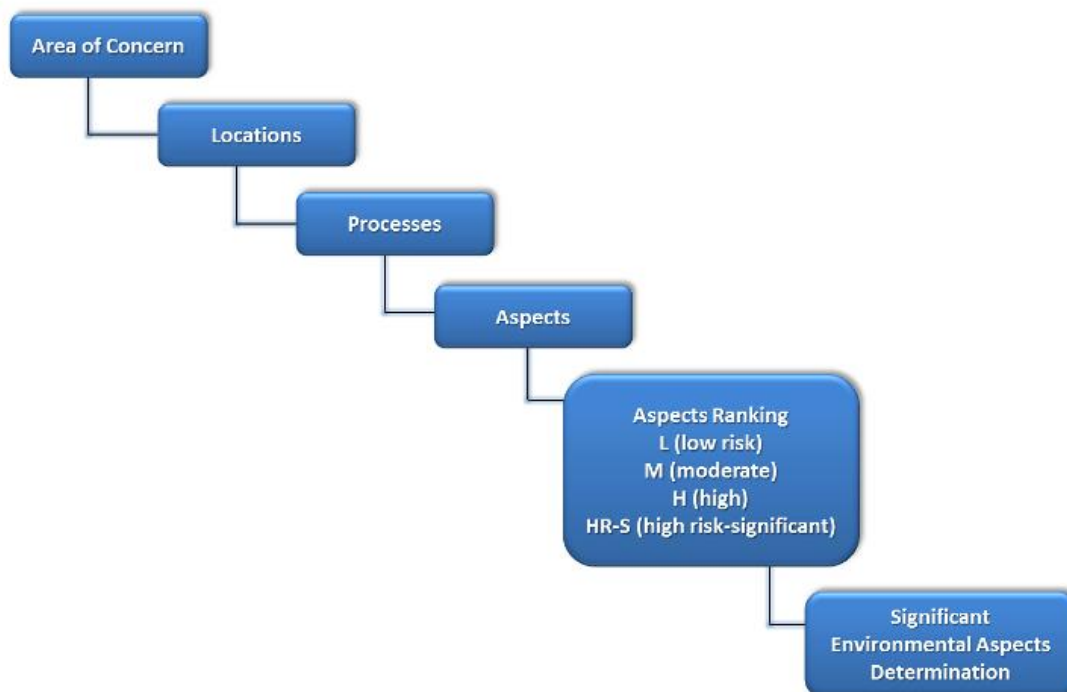 Area of Concern
Locations
Processes
Aspects
Aspects Ranking
L (low risk)
M (moderate)
H (high)
HR-S (high risk-significant)
Significant
Environmental Aspects
Determination